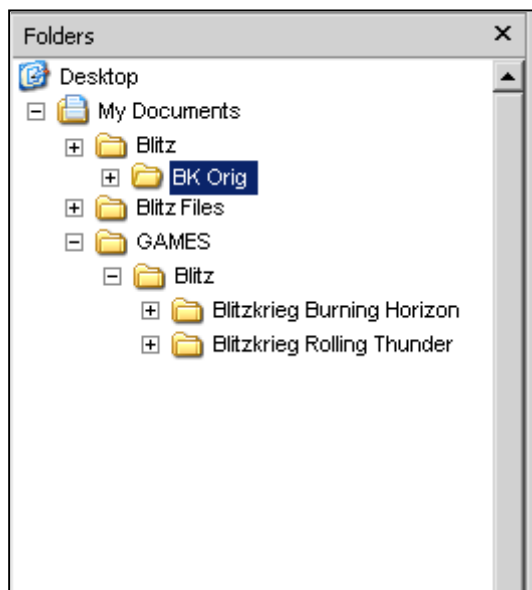 Folders
Desktop
My Documents
Blitz
BK Orig
Blitz Files
GAMES
Blitz
Blitzkrieg Burning Horizon
Blitzkrieg Rolling Thunder